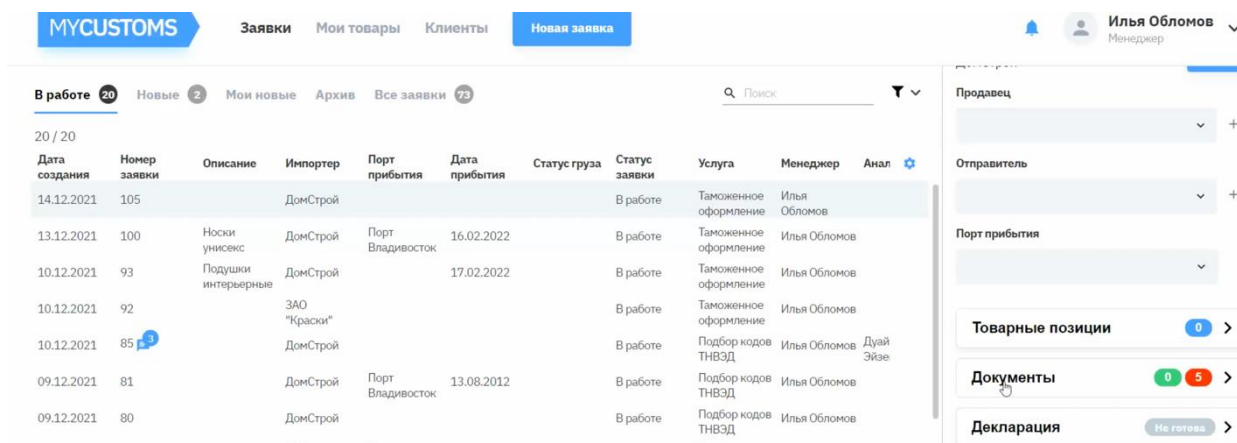 MYCUSTOMS Заявки Мои товары Клиенты Новая заявка Илья Обломов
Менеджер
В работе 20 Новые 2 Мои новые Архив Все заявки 73 Поиск
20 / 20
Дата создания Номер заявки Описание Импортер Порт прибытия Дата прибытия Статус груза Статус заявки Услуга Менеджер Анал
14.12.2021 105 ДомСтрой В работе Таможенное оформление Илья Обломов
13.12.2021 100 Носки унисекс ДомСтрой Порт Владивосток 16.02.2022 В работе Таможенное оформление Илья Обломов
10.12.2021 93 Подушки интерьерные ДомСтрой 17.02.2022 В работе Таможенное оформление Илья Обломов
10.12.2021 92 ЗАО "Краски" В работе Таможенное оформление Илья Обломов
10.12.2021 85 3 ДомСтрой В работе Подбор кодов ТНВЭД Илья Обломов Дуай Эйзе
09.12.2021 81 ДомСтрой Порт Владивосток 13.08.2012 В работе Подбор кодов ТНВЭД Илья Обломов
09.12.2021 80 ДомСтрой В работе Подбор кодов ТНВЭД Илья Обломов
Продавец
Отправитель
Порт прибытия
Товарные позиции 0
Документы 0 5
Декларация Не готова